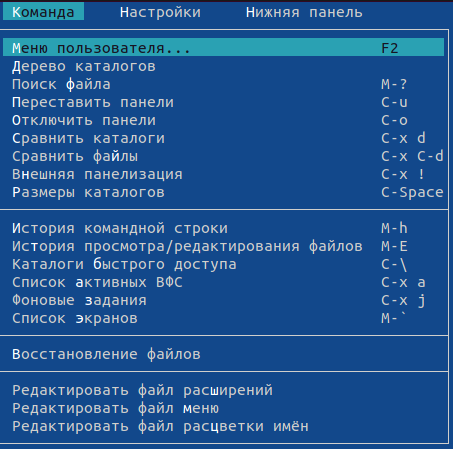 Команда Настройки Нижняя панель
Меню пользователя... F2
Дерево каталогов
Поиск файла M-?
Переставить панели C-u
Отключить панели C-o
Сравнить каталоги C-x d
Сравнить файлы C-x C-d
Внешняя панелизация C-x !
Размеры каталогов C-Space
История командной строки M-h
История просмотра/редактирования файлов M-E
Каталоги быстрого доступа C-\
Список активных ВФС C-x a
Фоновые задания C-x j
Список экранов M-`
Восстановление файлов
Редактировать файл расширений
Редактировать файл меню
Редактировать файл расцветки имён